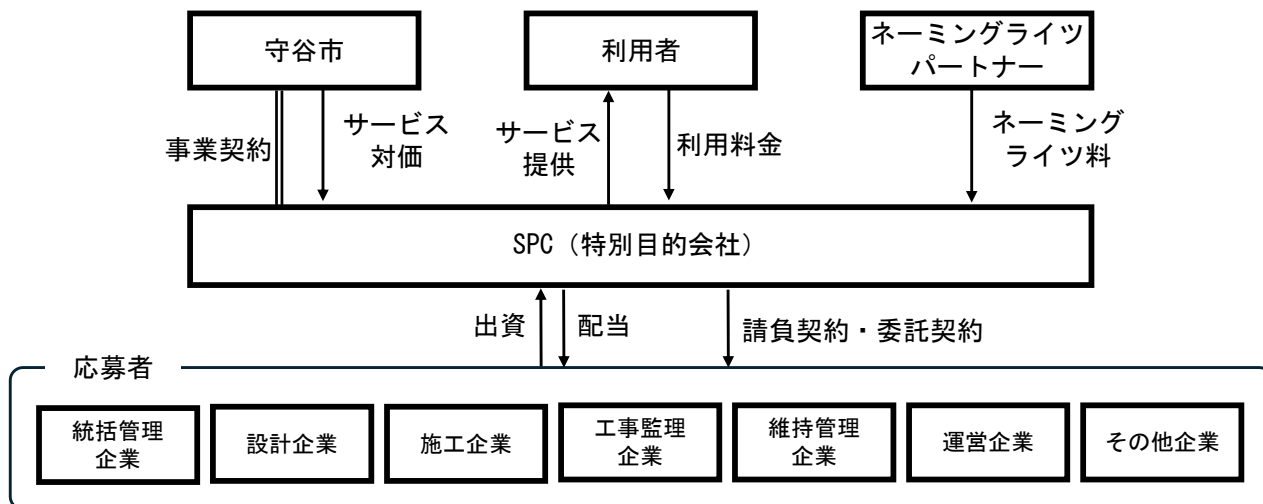 守谷市
利用者
ネーミングライツ
パートナー
事業契約
サービス
対価
サービス
提供
利用料金
ネーミング
ライツ料
SPC（特別目的会社）
出資
配当
請負契約・委託契約
応募者
統括管理
企業
設計企業
施工企業
工事監理
企業
維持管理
企業
運営企業
その他企業